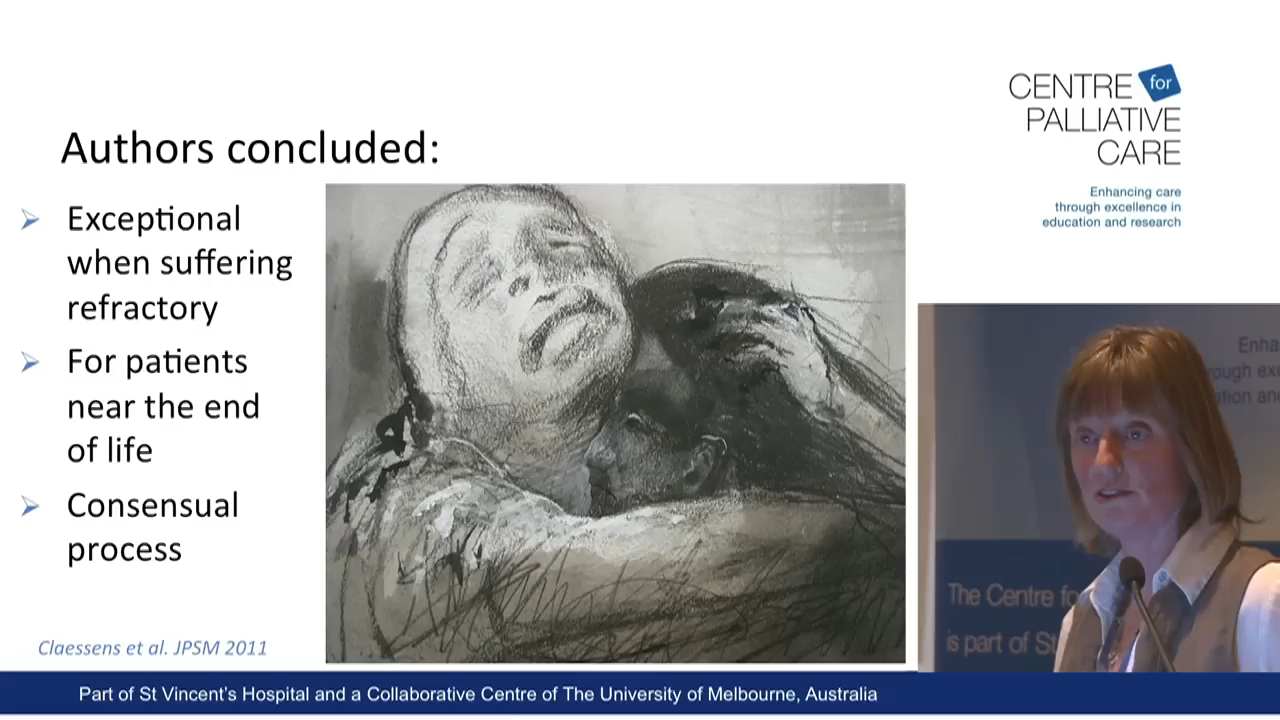 CENTRE for
PALLIATIVE
CARE
Enhancing care
through excellence in
education and research
Authors concluded:
Exceptional
when suffering
refractory
For patients
near the end
of life
Consensual
process
Claessens et al. JPSM 2011
The Centre
is part of
Part of St Vincent's Hospital and a Collaborative Centre of The University of Melbourne, Australia